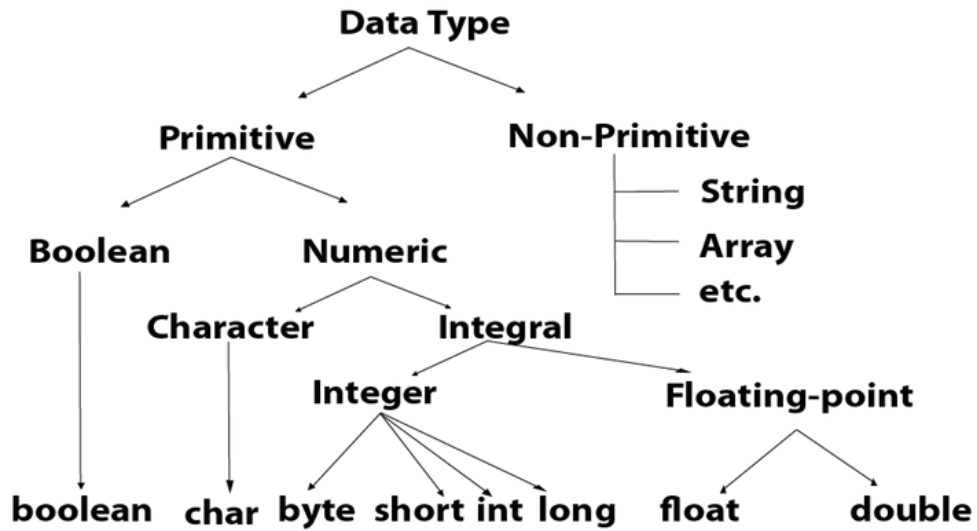 Data Type
Primitive
Non-Primitive
String
Array
etc.
Boolean
Numeric
Character
Integral
Integer
Floating-point
boolean
char
byte
short
int
long
float
double